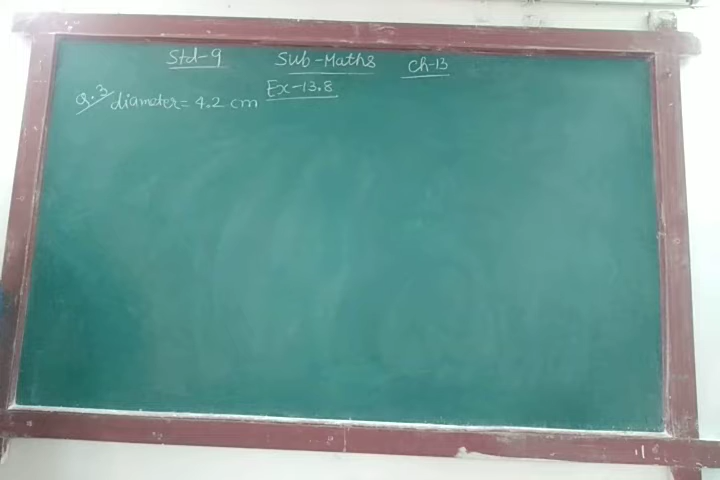 Std-9 Sub-Maths Ch-13
Ex-13.8
Q.3 diameter = 4.2 cm